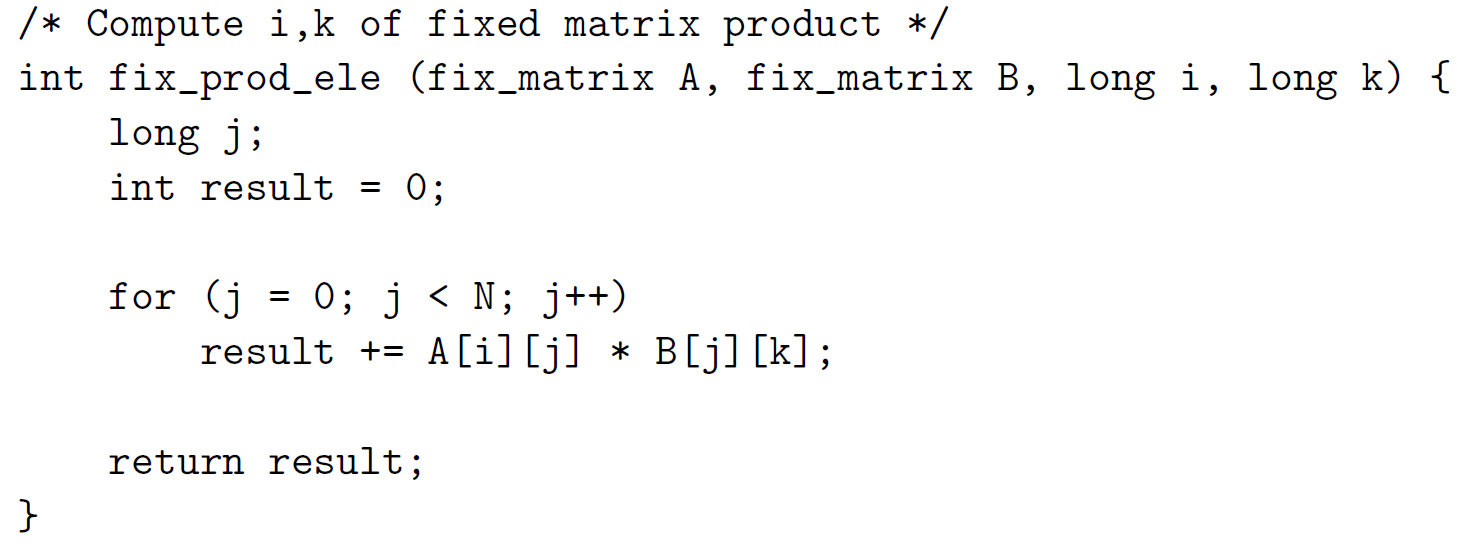 /* Compute i,k of fixed matrix product */
int fix_prod_ele (fix_matrix A, fix_matrix B, long i, long k) {
    long j;
    int result = 0;

    for (j = 0; j < N; j++)
        result += A[i][j] * B[j][k];

    return result;
}